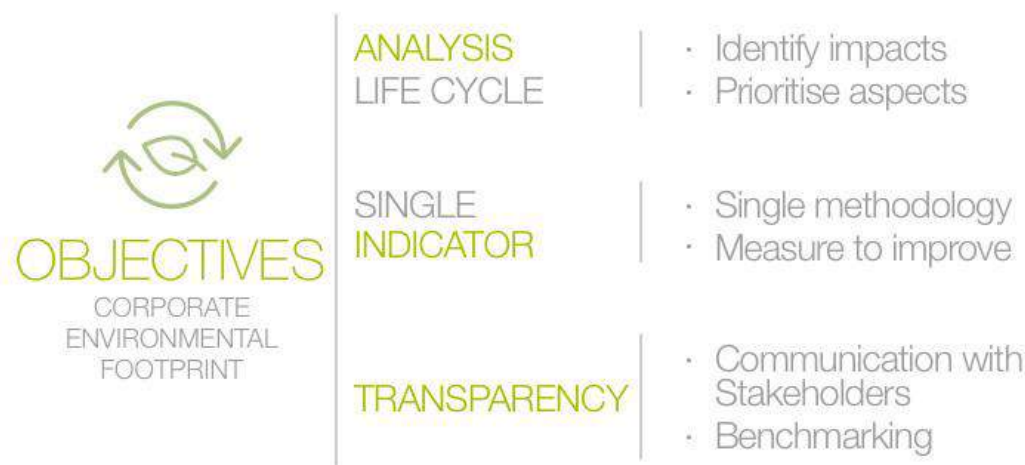 OBJECTIVES
CORPORATE
ENVIRONMENTAL
FOOTPRINT
ANALYSIS
LIFE CYCLE
· Identify impacts
· Prioritise aspects
SINGLE
INDICATOR
· Single methodology
· Measure to improve
TRANSPARENCY
· Communication with
Stakeholders
· Benchmarking